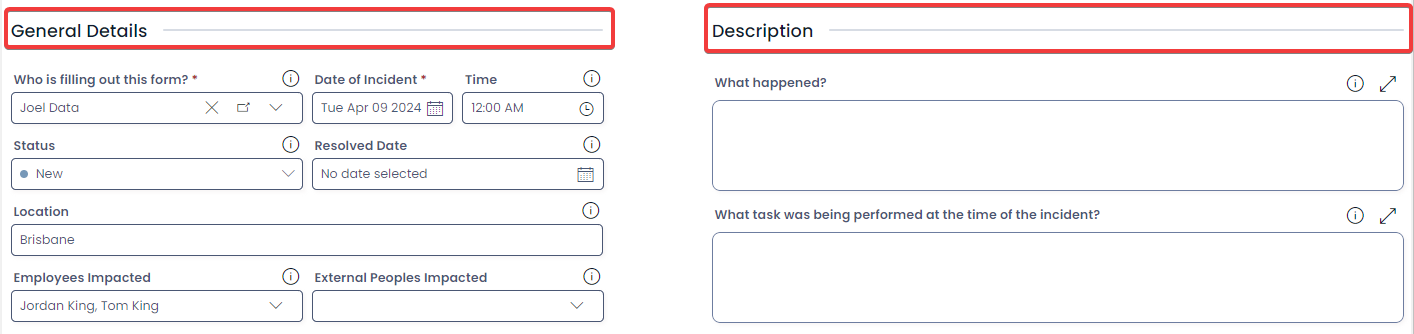 General Details
Who is filling out this form? *
Date of Incident *
Time
Joel Data
Tue Apr 09 2024
12:00 AM
Status
Resolved Date
New
No date selected
Location
Brisbane
Employees Impacted
External Peoples Impacted
Jordan King, Tom King
Description
What happened?
What task was being performed at the time of the incident?